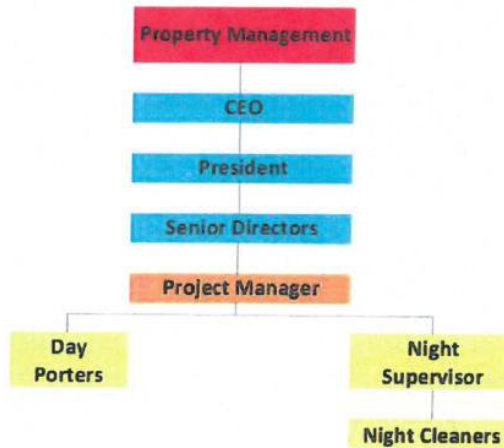 Property Management
CEO
President
Senior Directors
Project Manager
Day
Porters
Night
Supervisor
Night Cleaners